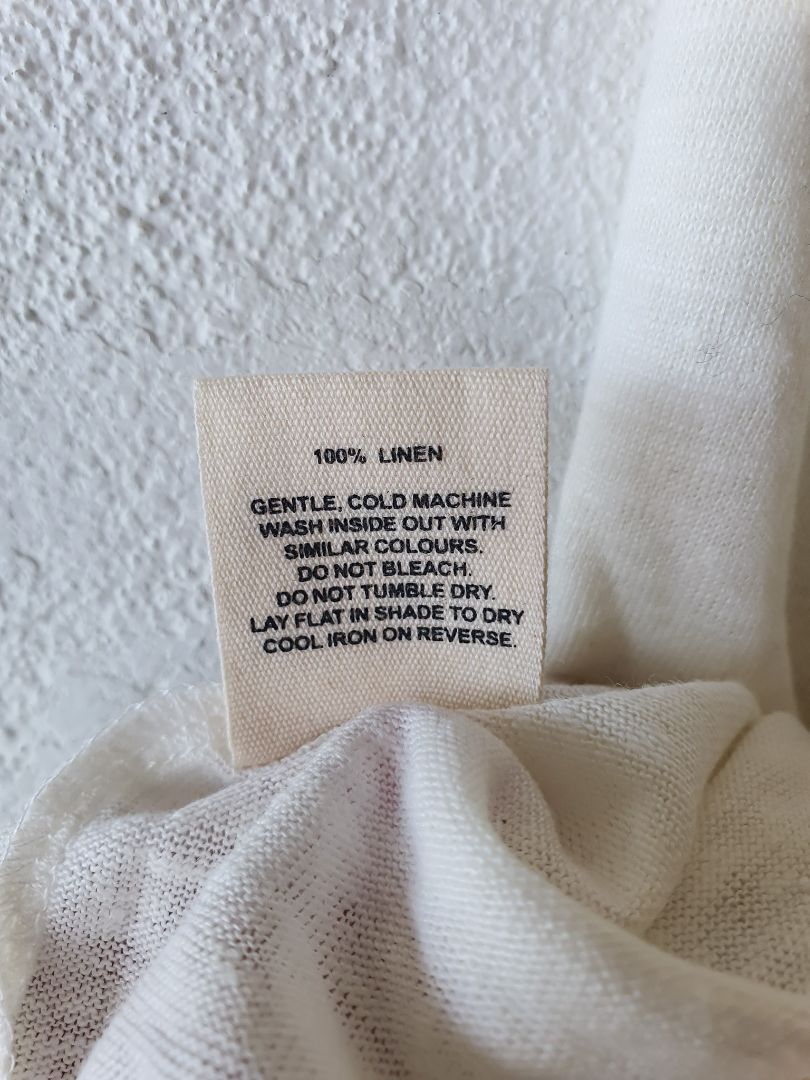 100% LINEN
GENTLE, COLD MACHINE
WASH INSIDE OUT WITH
SIMILAR COLOURS.
DO NOT BLEACH.
DO NOT TUMBLE DRY.
LAY FLAT IN SHADE TO DRY
COOL IRON ON REVERSE.